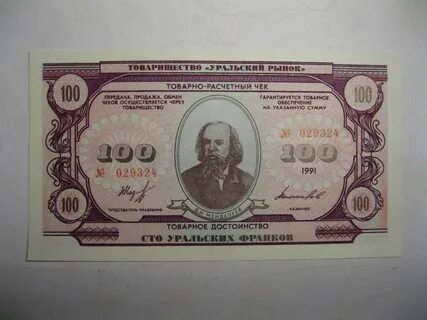 ТОВАРИЩЕСТВО «УРАЛЬСКИЙ РЫНОК»
ТОВАРНО-РАСЧЕТНЫЙ ЧЕК
100
100
ПЕРЕДАЧА, ПРОДАЖА, ОБМЕН
ЧЕКОВ ОСУЩЕСТВЛЯЕТСЯ ЧЕРЕЗ
ТОВАРИЩЕСТВО
ГАРАНТИРУЕТСЯ ТОВАРНОЕ
ОБЕСПЕЧЕНИЕ
НА УКАЗАННУЮ СУММУ
№ 029324
100
100
№ 029324
1991
ПРЕДСЕДАТЕЛЬ ПРАВЛЕНИЯ
КАЗНАЧЕЙ
Д.И. МЕНДЕЛЕЕВ
100
100
ТОВАРНОЕ ДОСТОИНСТВО
СТО УРАЛЬСКИХ ФРАНКОВ